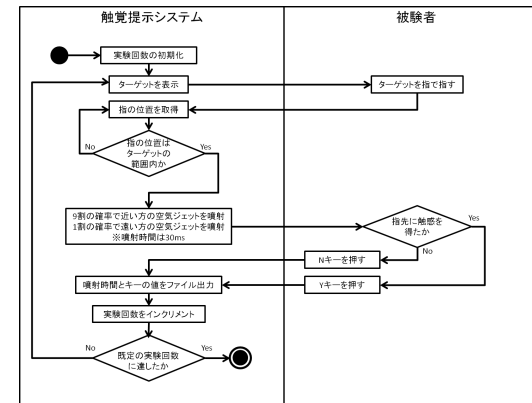 触覚提示システム
被験者
実験回数の初期化
ターゲットを表示
ターゲットを指で指す
指の位置を取得
指の位置は
ターゲットの
範囲内か
No
Yes
9割の確率で近い方の空気ジェットを噴射
1割の確率で遠い方の空気ジェットを噴射
※噴射時間は30ms
指先に触感を
得たか
Yes
No
Nキーを押す
Yキーを押す
噴射時間とキーの値をファイル出力
実験回数をインクリメント
No
既定の実験回数
に達したか
Yes